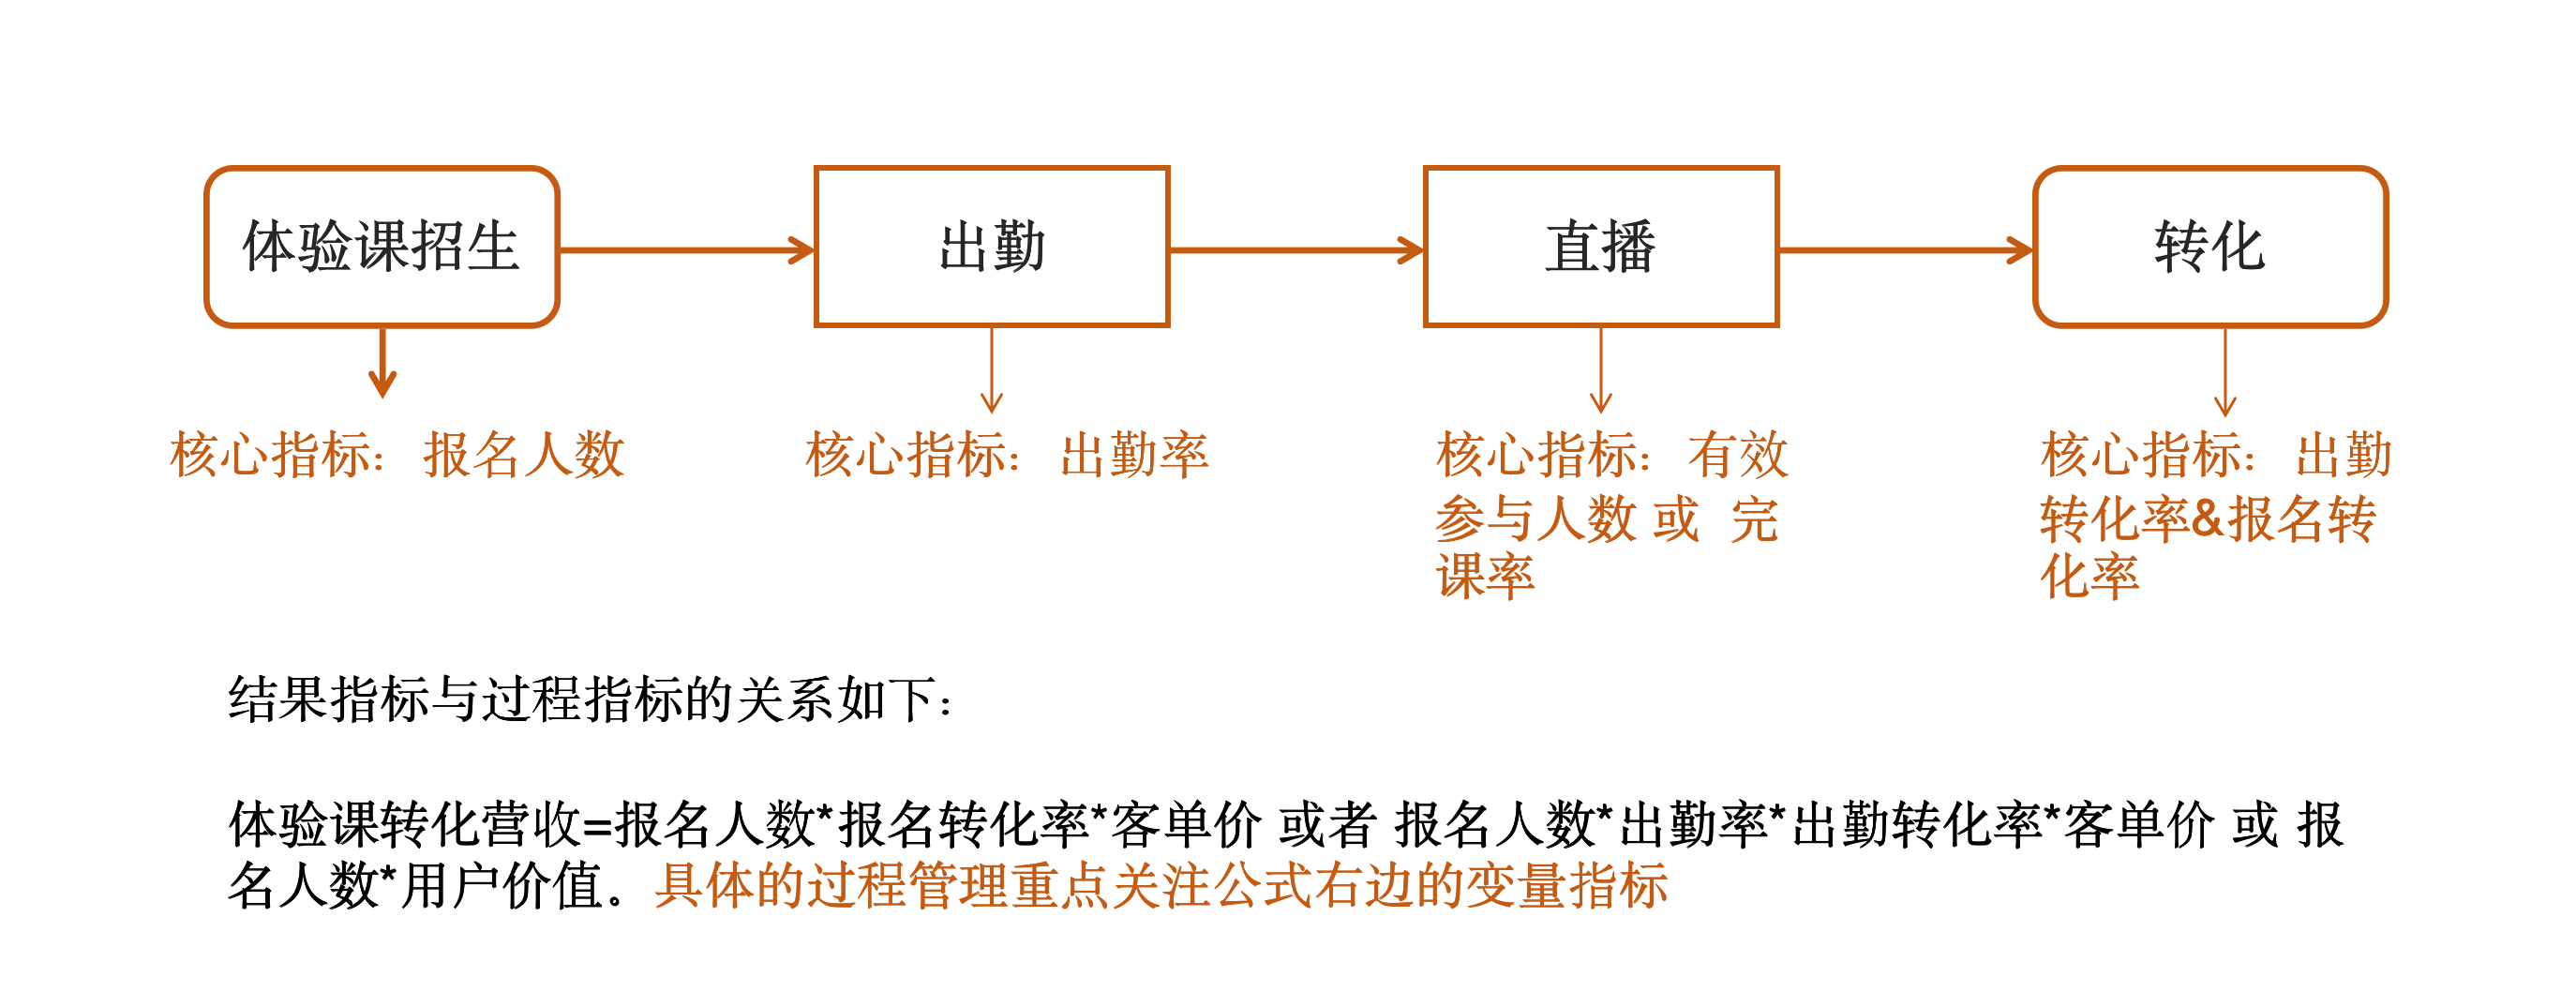 体验课招生
出勤
直播
转化
核心指标：报名人数
核心指标：出勤率
核心指标：有效
参与人数 或 完
课率
核心指标：出勤
转化率&报名转
化率
结果指标与过程指标的关系如下：
体验课转化营收=报名人数*报名转化率*客单价 或者 报名人数*出勤率*出勤转化率*客单价 或 报
名人数*用户价值。具体的过程管理重点关注公式右边的变量指标